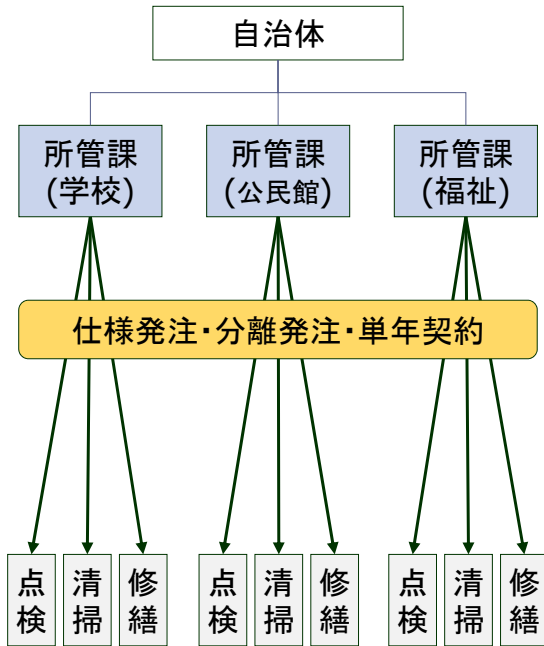 自治体
所管課
(学校)
所管課
(公民館)
所管課
(福祉)
仕様発注・分離発注・単年契約
点検
清掃
修繕
点検
清掃
修繕
点検
清掃
修繕